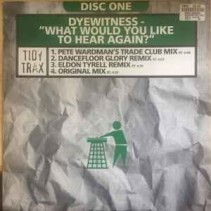 DISC ONE
DYEWITNESS -
"WHAT WOULD YOU LIKE
TO HEAR AGAIN?"
TIDY
TRAX
1. PETE WARDMAN'S TRADE CLUB MIX
2. DANCEFLOOR GLORY REMIX
3. ELDON TYRELL REMIX
4. ORIGINAL MIX